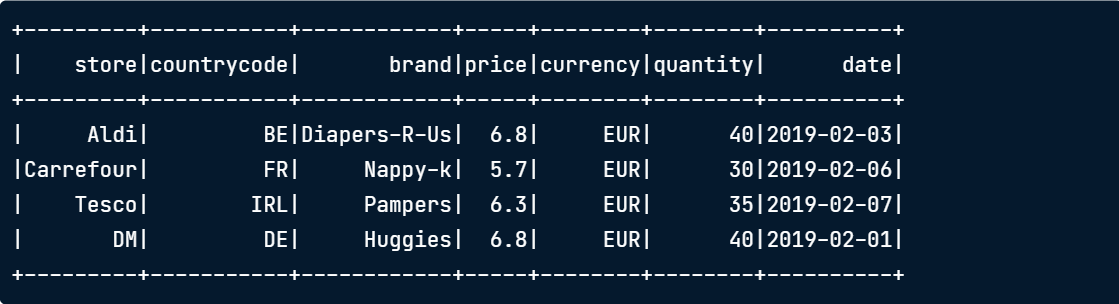 +---------+-----------+-------------+-----+--------+--------+----------+
|    store|countrycode|        brand|price|currency|quantity|      date|
+---------+-----------+-------------+-----+--------+--------+----------+
|     Aldi|         BE|Diapers-R-Us|  6.8|     EUR|      40|2019-02-03|
|Carrefour|         FR|     Nappy-k|  5.7|     EUR|      30|2019-02-06|
|    Tesco|        IRL|     Pampers|  6.3|     EUR|      35|2019-02-07|
|       DM|         DE|     Huggies|  6.8|     EUR|      40|2019-02-01|
+---------+-----------+-------------+-----+--------+--------+----------+